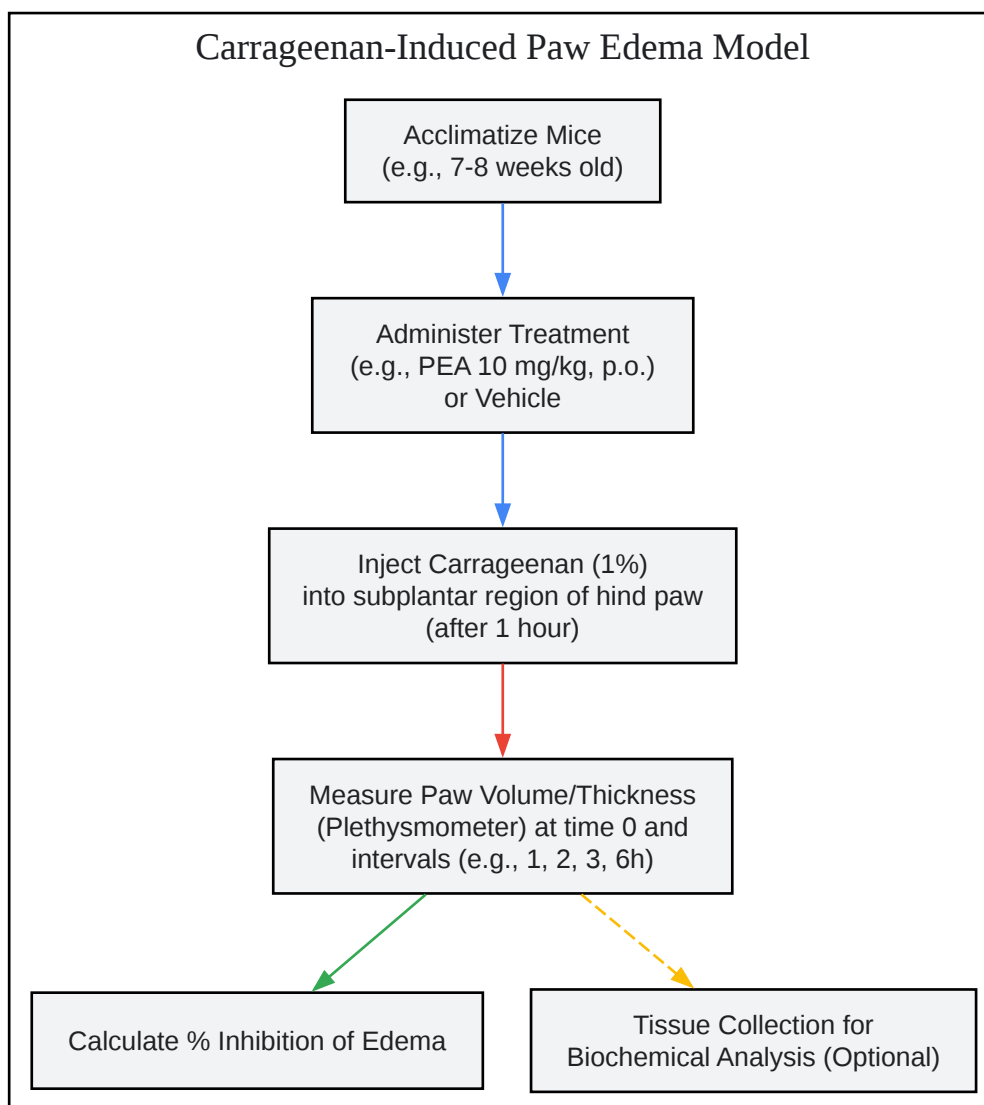 Carrageenan-Induced Paw Edema Model
Acclimatize Mice
(e.g., 7-8 weeks old)
Administer Treatment
(e.g., PEA 10 mg/kg, p.o.)
or Vehicle
Inject Carrageenan (1%)
into subplantar region of hind paw
(after 1 hour)
Measure Paw Volume/Thickness
(Plethysmometer) at time 0 and
intervals (e.g., 1, 2, 3, 6h)
Calculate % Inhibition of Edema
Tissue Collection for
Biochemical Analysis (Optional)